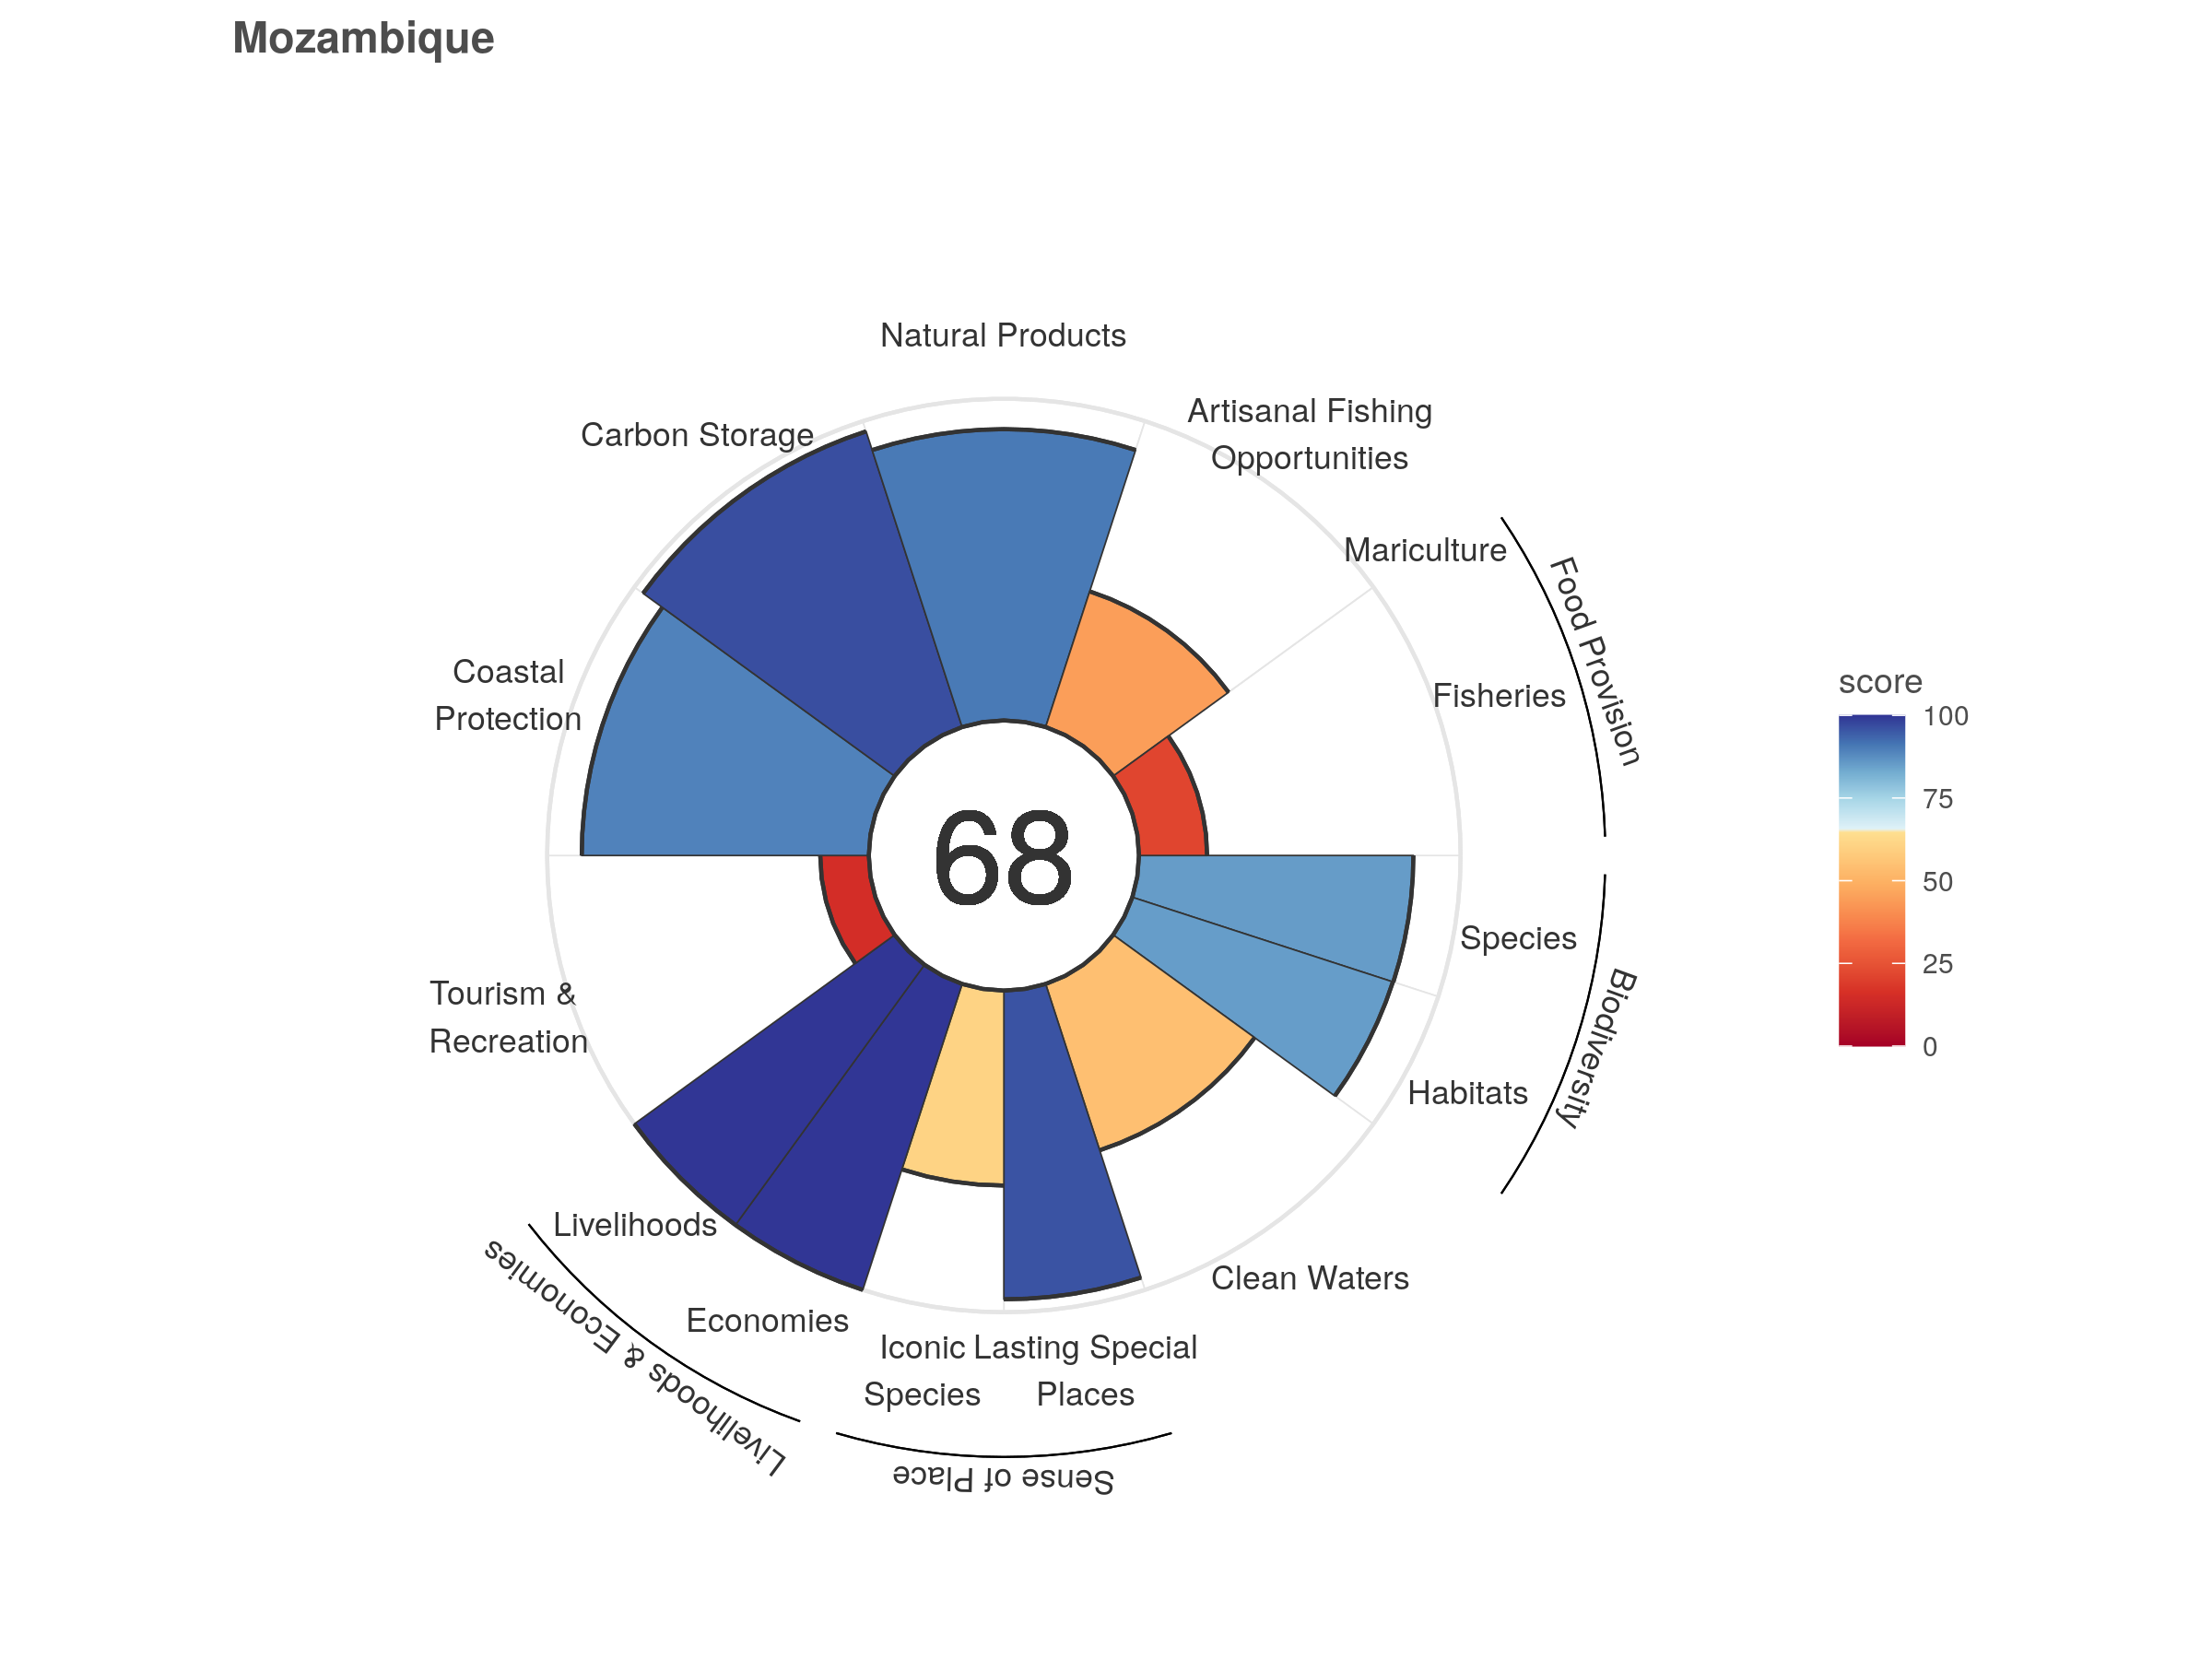 Mozambique
Natural Products
Artisanal Fishing
Opportunities
Carbon Storage
Mariculture
Food Provision
Fisheries
Coastal
Protection
68
score
100
75
50
25
0
Species
Biodiversity
Habitats
Tourism &
Recreation
Livelihoods
Livelihoods & Economies
Economies
Clean Waters
Iconic
Species
Lasting Special
Places
Sense of Place